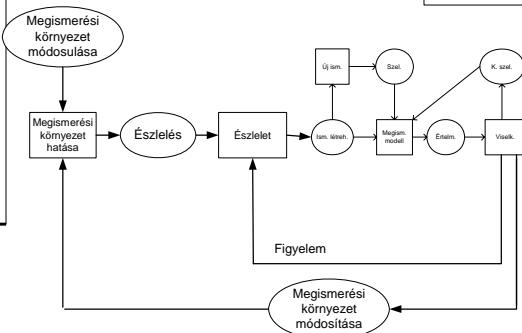 Megismerési
környezet
módosulása
Új ism.
Szel.
K. szel.
Megismerési
környezet
hatása
Észlelés
Észlelet
Ism. létreh.
Megism.
modell
Értelm.
Viselk.
Figyelem
Megismerési
környezet
módosítása